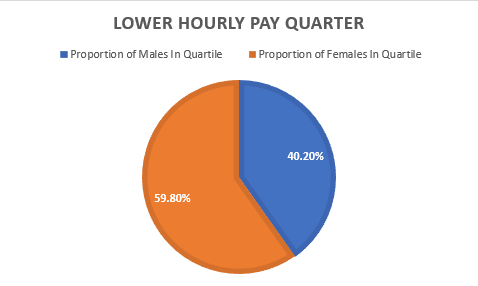 LOWER HOURLY PAY QUARTER
Proportion of Males In Quartile Proportion of Females In Quartile
40.20%
59.80%